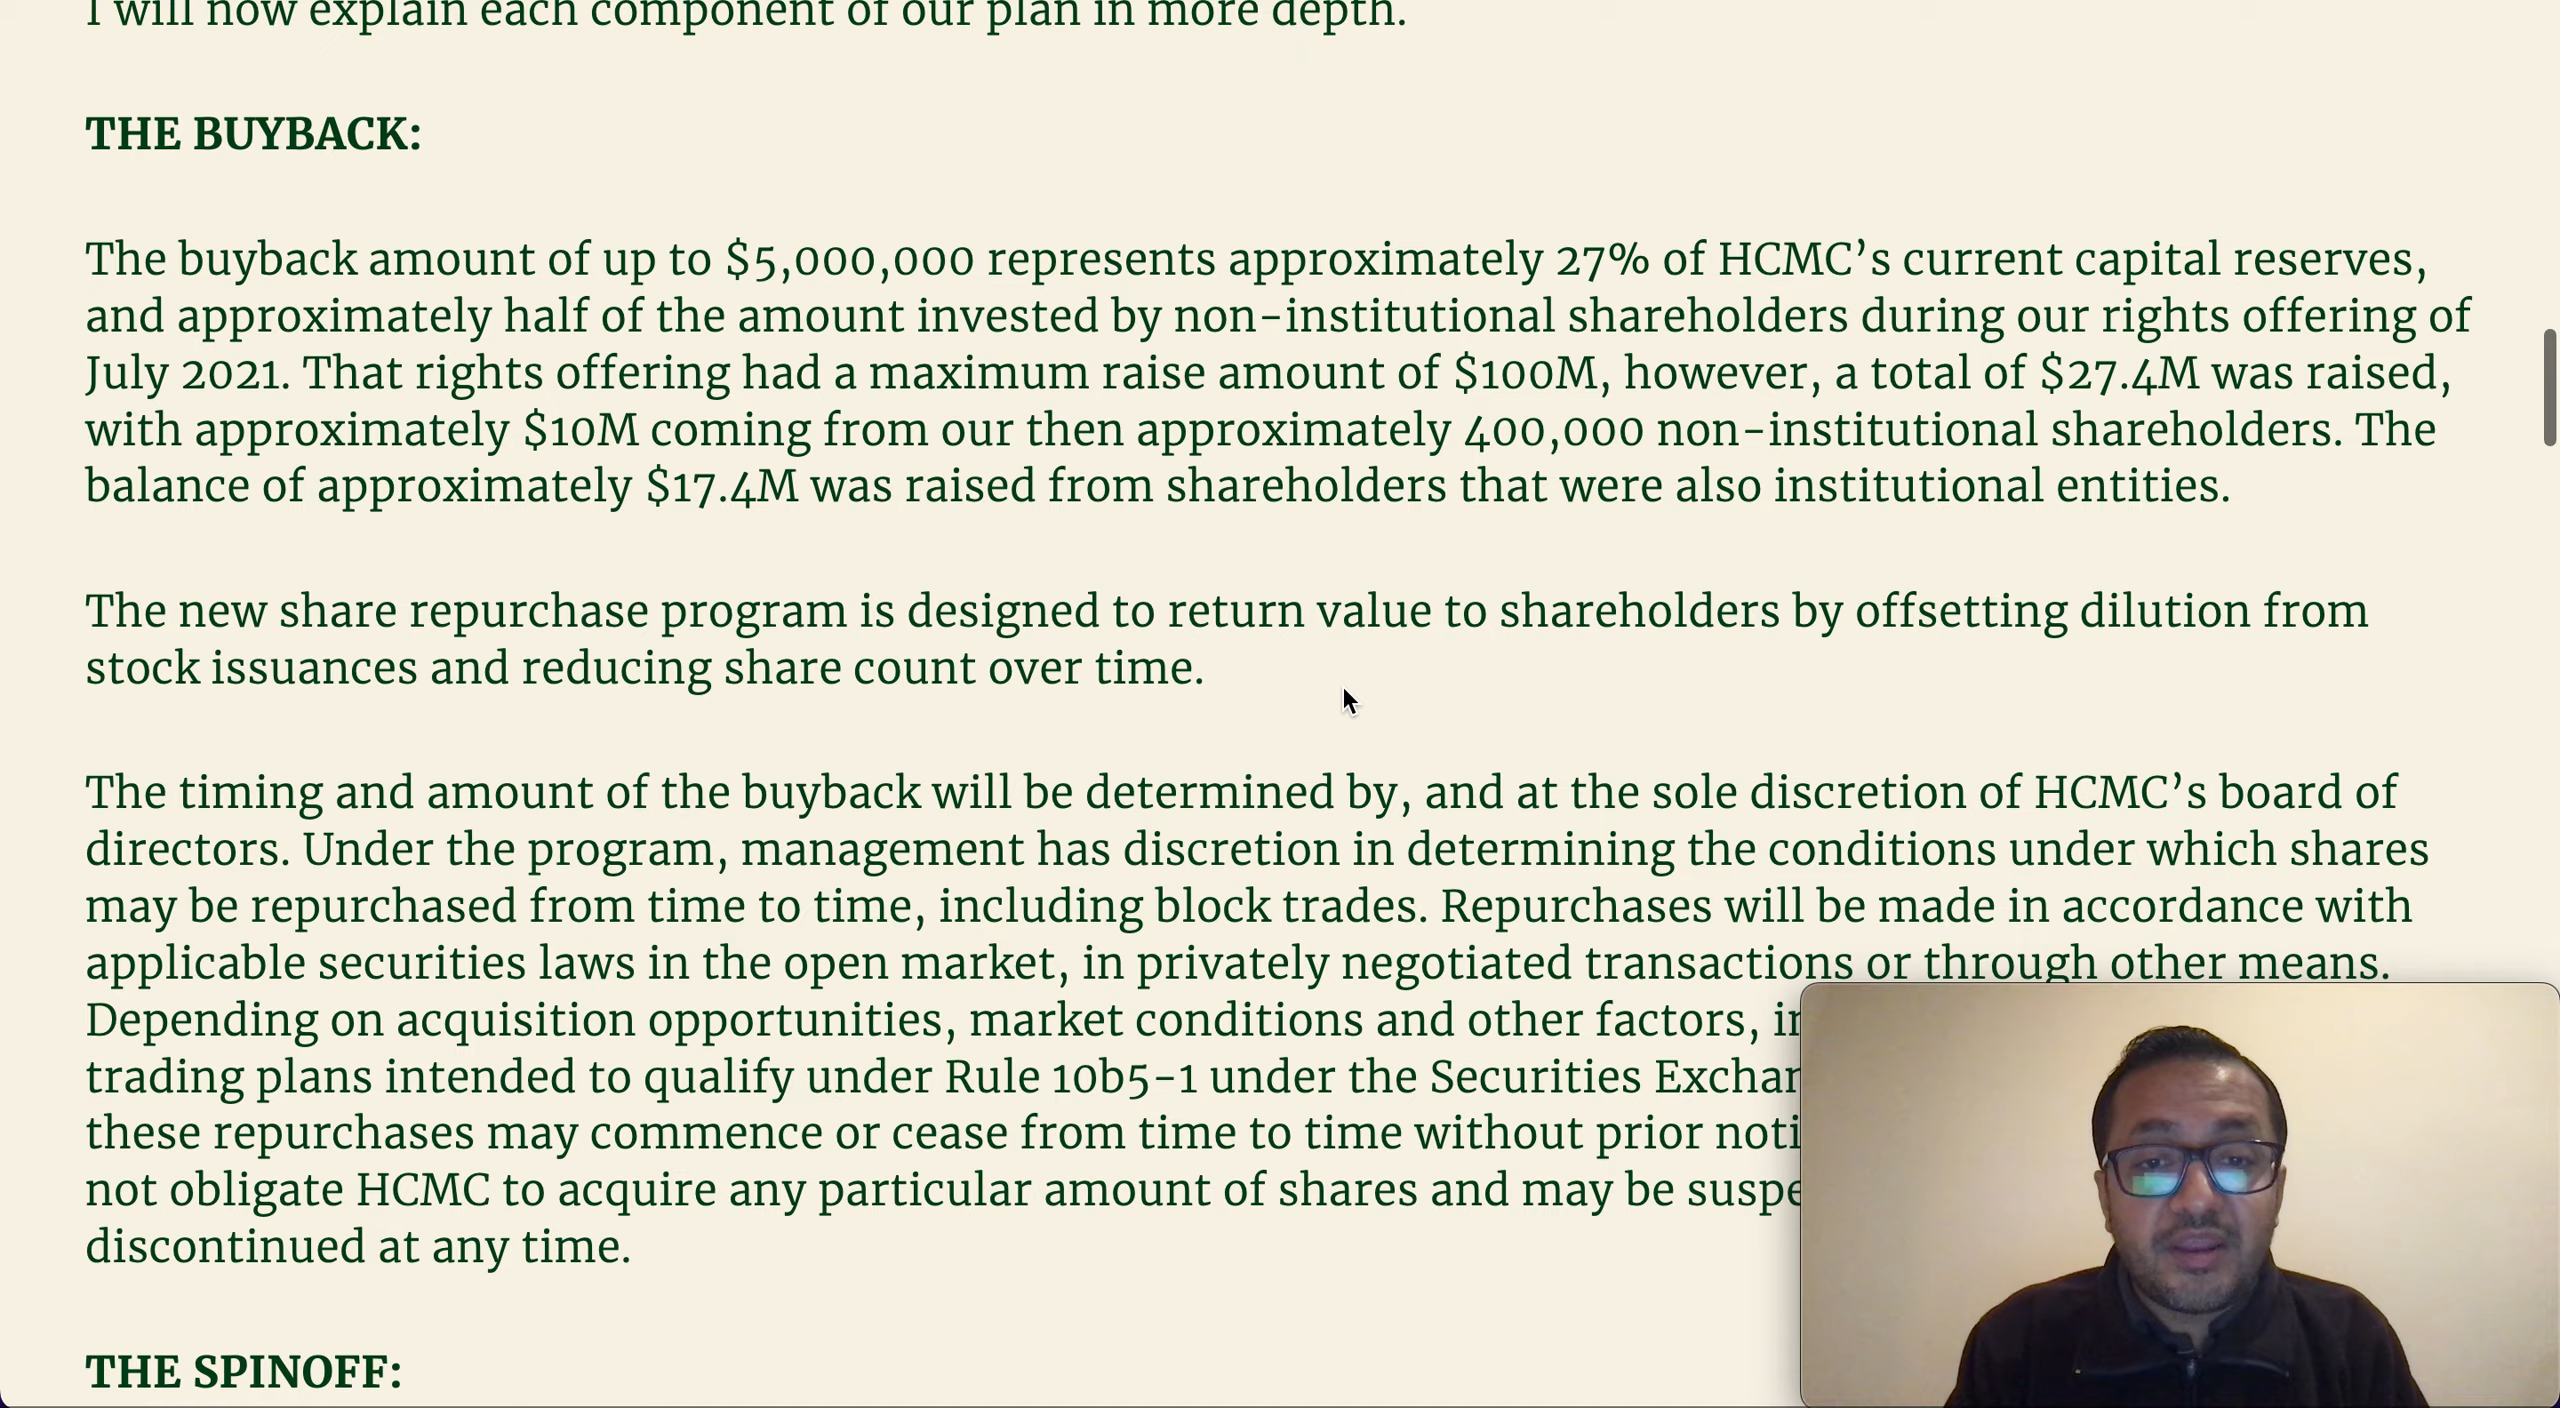 I will now explain each component of our plan in more depth.
THE BUYBACK:
The buyback amount of up to $5,000,000 represents approximately 27% of HCMC’s current capital reserves,
and approximately half of the amount invested by non-institutional shareholders during our rights offering of
July 2021. That rights offering had a maximum raise amount of $100M, however, a total of $27.4M was raised,
with approximately $10M coming from our then approximately 400,000 non-institutional shareholders. The
balance of approximately $17.4M was raised from shareholders that were also institutional entities.
The new share repurchase program is designed to return value to shareholders by offsetting dilution from
stock issuances and reducing share count over time.
The timing and amount of the buyback will be determined by, and at the sole discretion of HCMC’s board of
directors. Under the program, management has discretion in determining the conditions under which shares
may be repurchased from time to time, including block trades. Repurchases will be made in accordance with
applicable securities laws in the open market, in privately negotiated transactions or through other means.
Depending on acquisition opportunities, market conditions and other factors,
trading plans intended to qualify under Rule 10b5-1 under the Securities
these repurchases may commence or cease from time to time without prior
not obligate HCMC to acquire any particular amount of shares and may be
discontinued at any time.
THE SPINOFF: